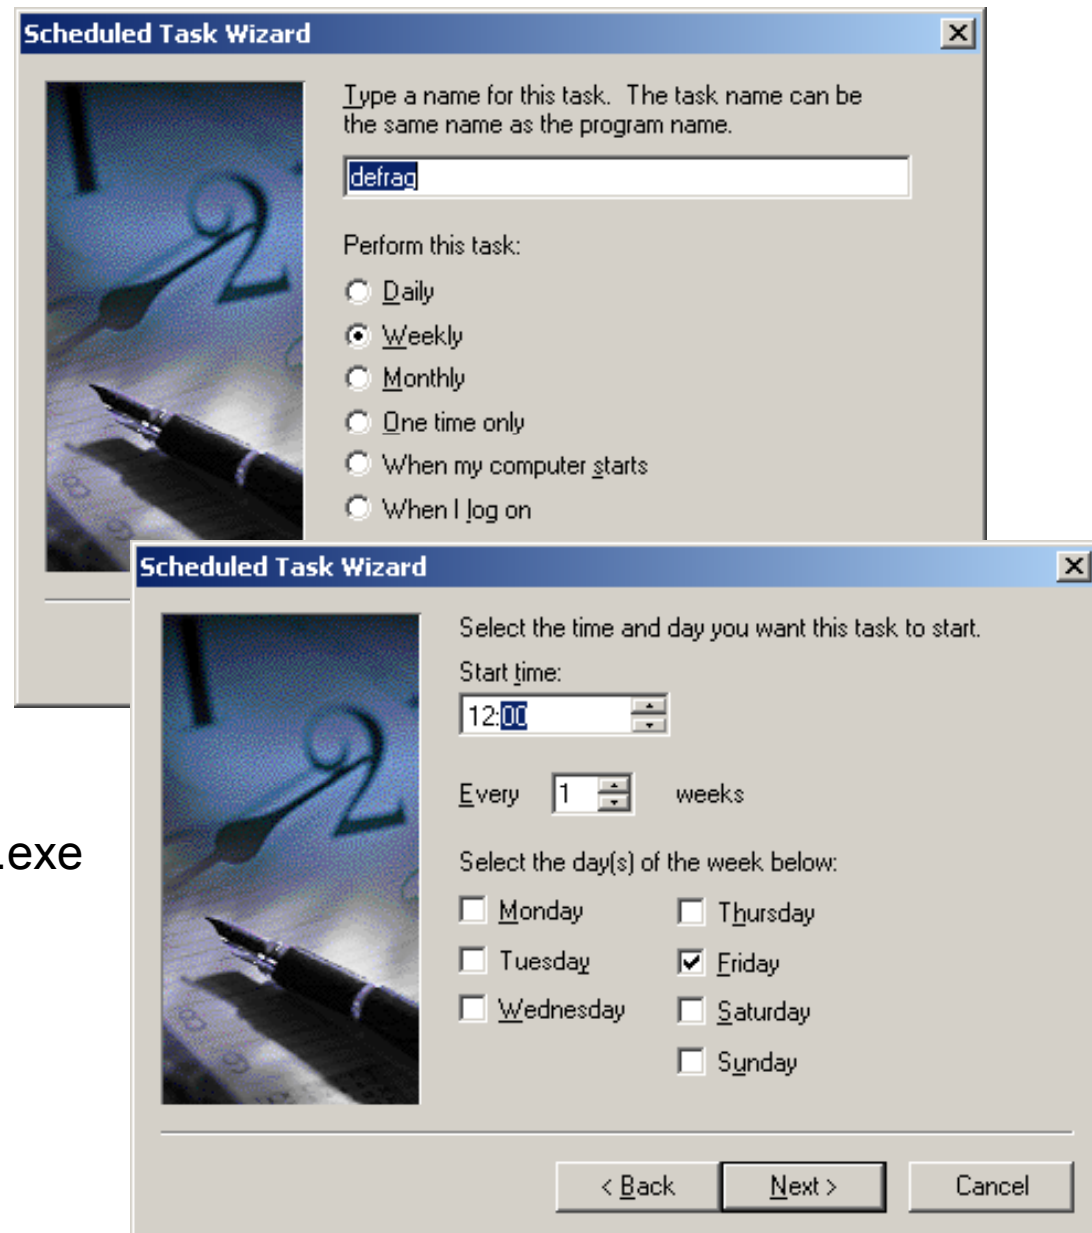 Scheduled Task Wizard
Type a name for this task. The task name can be
the same name as the program name.
defrag
Perform this task:
Daily
Weekly
Monthly
One time only
When my computer starts
When I log on
Scheduled Task Wizard
Select the time and day you want this task to start.
Start time:
12:00
Every 1 weeks
.exe
Select the day(s) of the week below:
Monday Thursday
Tuesday Friday
Wednesday Saturday
Sunday
< Back Next > Cancel